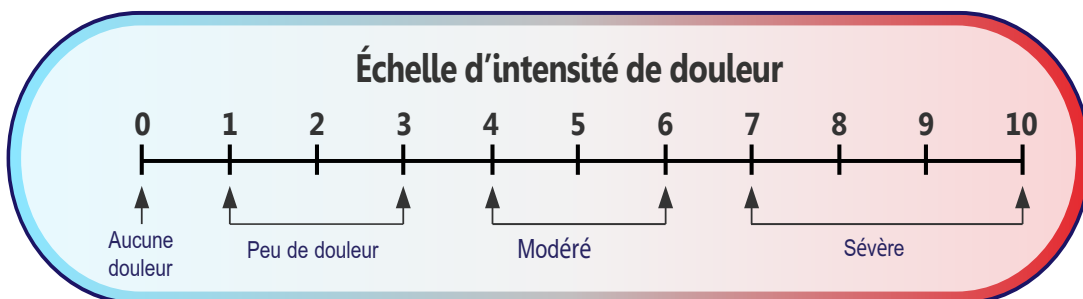 Échelle d’intensité de douleur
0 1 2 3 4 5 6 7 8 9 10
Aucune
douleur
Peu de douleur
Modéré
Sévère